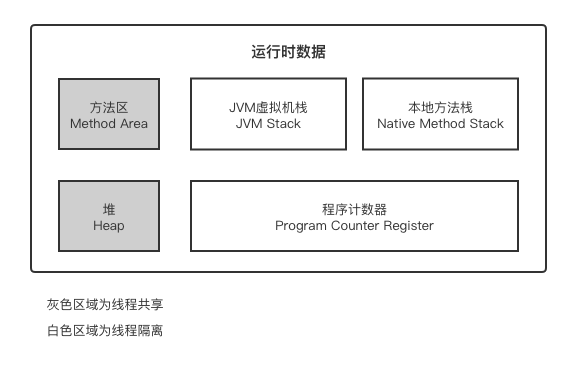 运行时数据
方法区
Method Area
JVM虚拟机栈
JVM Stack
本地方法栈
Native Method Stack
堆
Heap
程序计数器
Program Counter Register
灰色区域为线程共享
白色区域为线程隔离